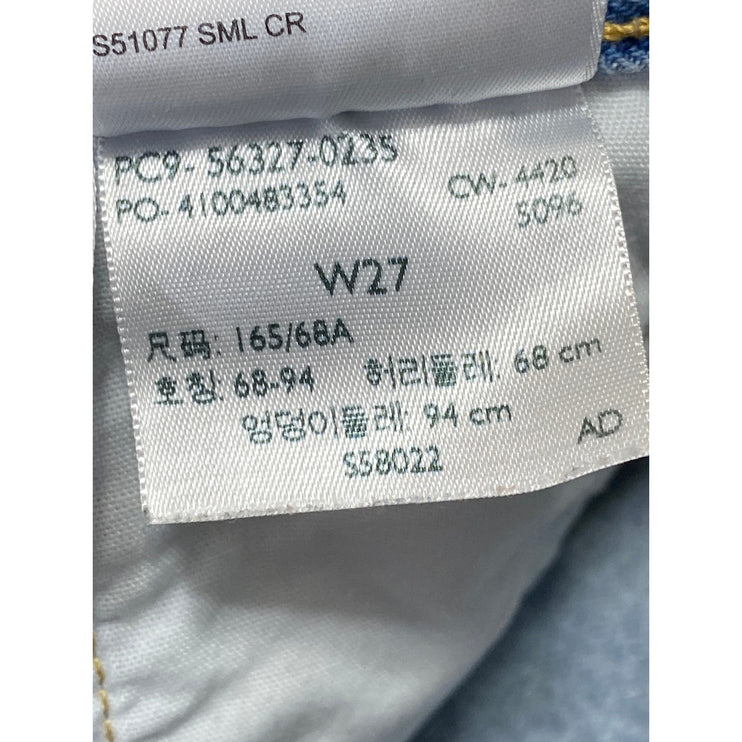 S51077 SML CR
PC9- 56327-0235
PO- 4100483354
CW- 4420
5096
W27
尺码: 165/68A
호칭: 68-94 허리둘레: 68 cm
엉덩이둘레: 94 cm
AD
S58022